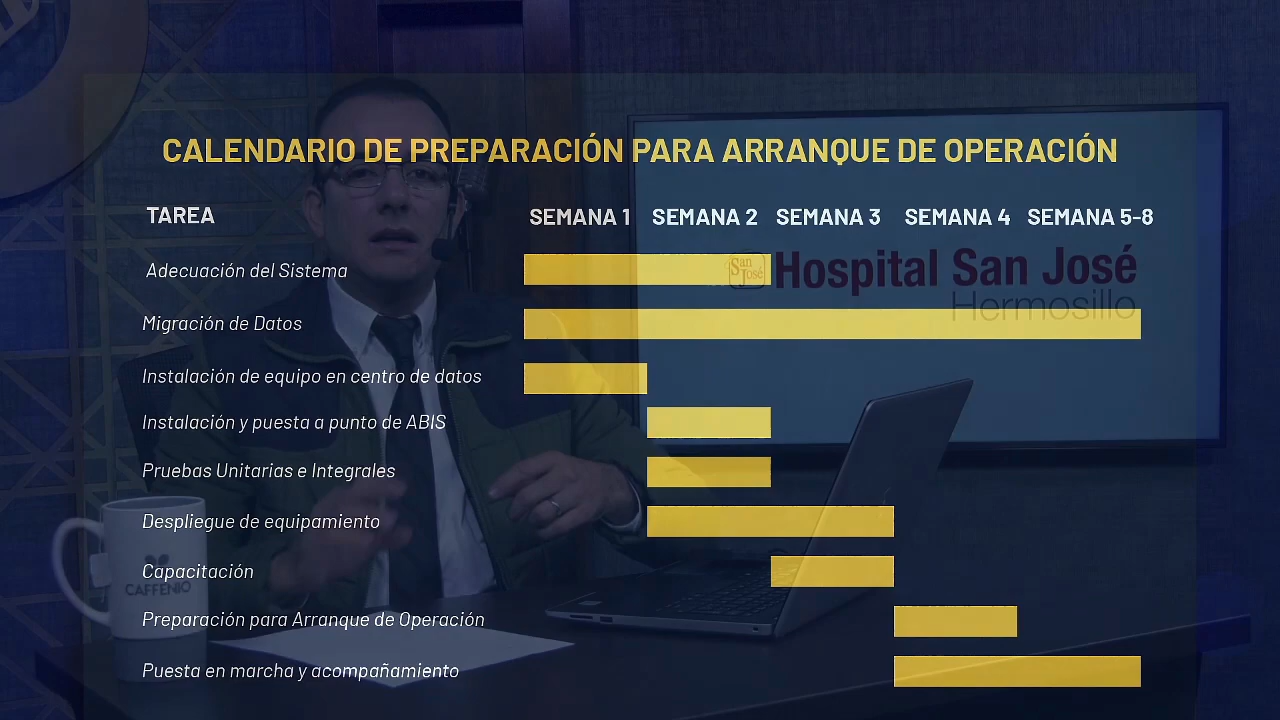 CALENDARIO DE PREPARACIÓN PARA ARRANQUE DE OPERACIÓN
TAREA SEMANA 1 SEMANA 2 SEMANA 3 SEMANA 4 SEMANA 5-8
Adecuación del Sistema
San José
Hospital San José
Hermosillo
Migración de Datos
Instalación de equipo en centro de datos
Instalación y puesta a punto de ABIS
Pruebas Unitarias e Integrales
Despliegue de equipamiento
Capacitación
CAFFENIO
Preparación para Arranque de Operación
Puesta en marcha y acompañamiento